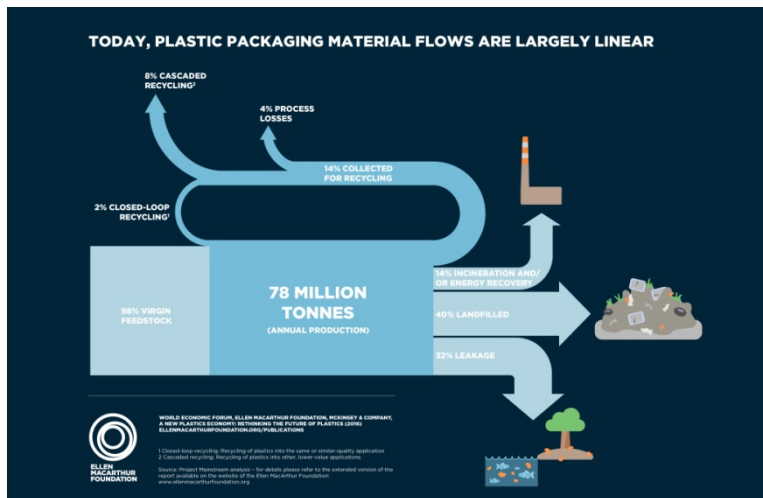 TODAY, PLASTIC PACKAGING MATERIAL FLOWS ARE LARGELY LINEAR
8% CASCADED
RECYCLING²
4% PROCESS
LOSSES
14% COLLECTED
FOR RECYCLING
2% CLOSED-LOOP
RECYCLING¹
98% VIRGIN
FEEDSTOCK
78 MILLION
TONNES
(ANNUAL PRODUCTION)
14% INCINERATION AND/
OR ENERGY RECOVERY
40% LANDFILLED
32% LEAKAGE
ELLEN
MACARTHUR
FOUNDATION
WORLD ECONOMIC FORUM, ELLEN MACARTHUR FOUNDATION, MCKINSEY & COMPANY,
A NEW PLASTICS ECONOMY: RETHINKING THE FUTURE OF PLASTICS (2016)
ELLENMACARTHURFOUNDATION.ORG/PUBLICATIONS
1 Closed-loop recycling: Recycling of plastics into the same or similar-quality application
2 Cascaded recycling: Recycling of plastics into other, lower-value applications
Source: Project Mainstream analysis – for details please refer to the extended version of the
report available on the website of the Ellen MacArthur Foundation
www.ellenmacarthurfoundation.org